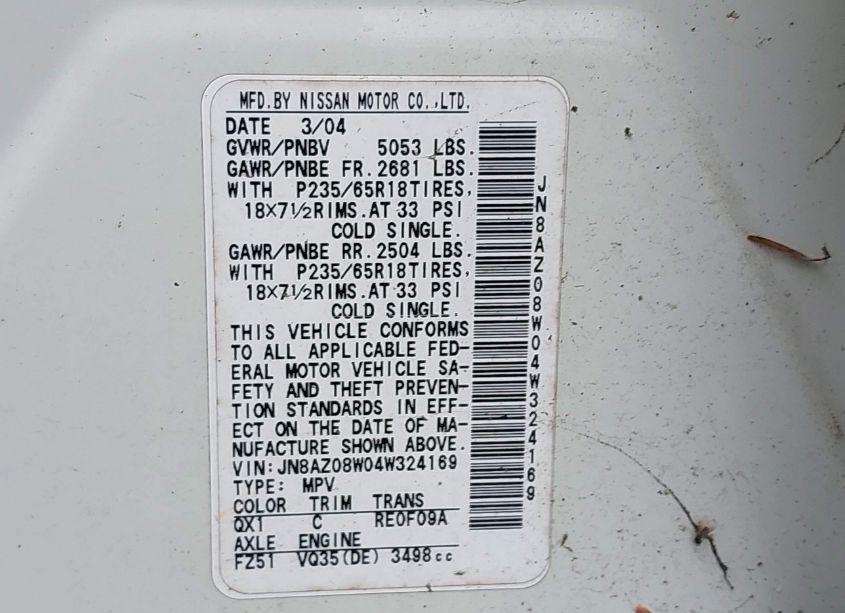 MFD.BY NISSAN MOTOR CO.,LTD.
DATE 3/04
GVWR/PNBV 5053 LBS.
GAWR/PNBE FR.2681 LBS.
WITH P235/65R18TIRES,
18×7½RIMS.AT 33 PSI
COLD SINGLE.
GAWR/PNBE RR.2504 LBS.
WITH P235/65R18TIRES,
18×7½RIMS.AT 33 PSI
COLD SINGLE.
THIS VEHICLE CONFORMS
TO ALL APPLICABLE FED-
ERAL MOTOR VEHICLE SA-
FETY AND THEFT PREVEN-
TION STANDARDS IN EFF-
ECT ON THE DATE OF MA-
NUFACTURE SHOWN ABOVE.
VIN:JN8AZ08W04W324169
TYPE: MPV
COLOR TRIM TRANS
QX1 C RE0F09A
AXLE ENGINE
FZ51 VQ35(DE) 3498cc
JN8AZ08W04W324169